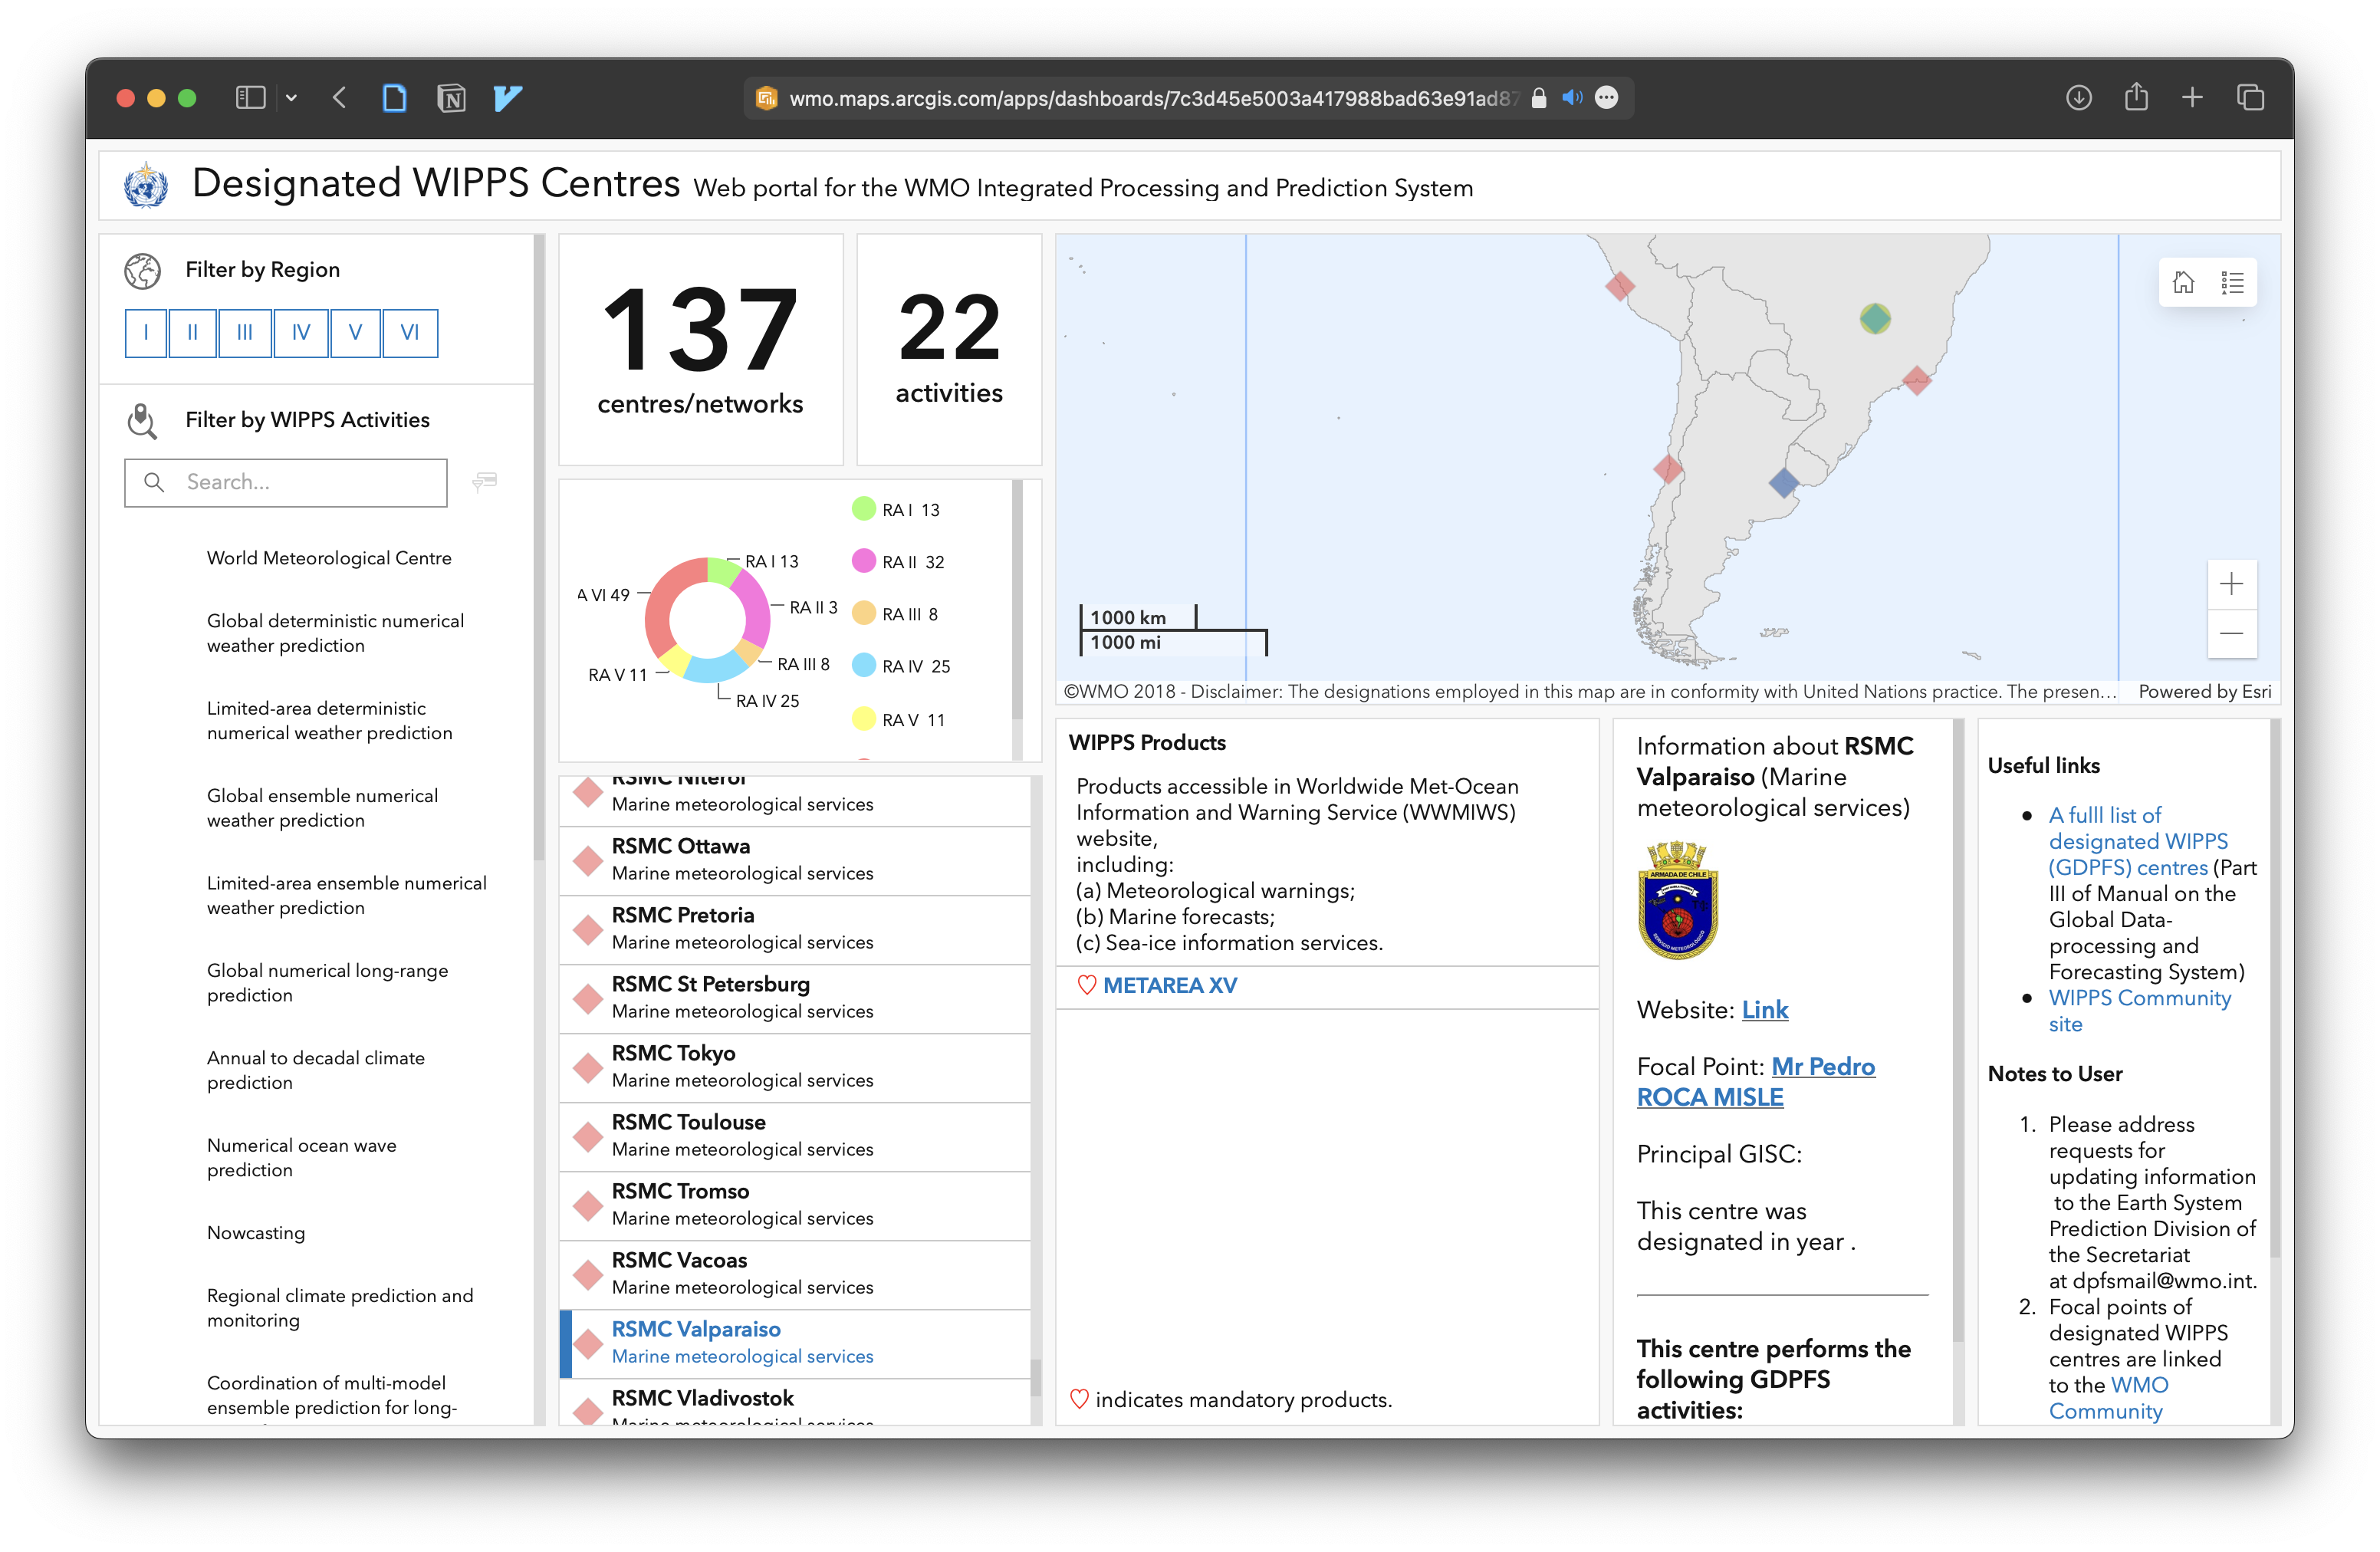 wmo.maps.arcgis.com/apps/dashboards/7c3d45e5003a417988bad63e91ad87
Designated WIPPS Centres Web portal for the WMO Integrated Processing and Prediction System
Filter by Region
I II III IV V VI
Filter by WIPPS Activities
Search...
World Meteorological Centre
Global deterministic numerical
weather prediction
Limited-area deterministic
numerical weather prediction
Global ensemble numerical
weather prediction
Limited-area ensemble numerical
weather prediction
Global numerical long-range
prediction
Annual to decadal climate
prediction
Numerical ocean wave
prediction
Nowcasting
Regional climate prediction and
monitoring
Coordination of multi-model
ensemble prediction for long-
137
centres/networks
22
activities
RA I 13
RA II 3
RA III 8
RA IV 25
RA V 11
A VI 49
RA I 13
RA II 32
RA III 8
RA IV 25
RA V 11
RSMC Niteroi
Marine meteorological services
RSMC Ottawa
Marine meteorological services
RSMC Pretoria
Marine meteorological services
RSMC St Petersburg
Marine meteorological services
RSMC Tokyo
Marine meteorological services
RSMC Toulouse
Marine meteorological services
RSMC Tromso
Marine meteorological services
RSMC Vacoas
Marine meteorological services
RSMC Valparaiso
Marine meteorological services
RSMC Vladivostok
Marine meteorological services
1000 km
1000 mi
©WMO 2018 - Disclaimer: The designations employed in this map are in conformity with United Nations practice. The presen... Powered by Esri
WIPPS Products
Products accessible in Worldwide Met-Ocean
Information and Warning Service (WWMIWS)
website,
including:
(a) Meteorological warnings;
(b) Marine forecasts;
(c) Sea-ice information services.
♡ METAREA XV
♡ indicates mandatory products.
Information about RSMC
Valparaiso (Marine
meteorological services)
ARMADA DE CHILE
SERVICIO METEOROLOGICO
Website: Link
Focal Point: Mr Pedro
ROCA MISLE
Principal GISC:
This centre was
designated in year .
This centre performs the
following GDPFS
activities:
Useful links
• A fulll list of
designated WIPPS
(GDPFS) centres (Part
III of Manual on the
Global Data-
processing and
Forecasting System)
• WIPPS Community
site
Notes to User
1. Please address
requests for
updating information
to the Earth System
Prediction Division of
the Secretariat
at dpfsmail@wmo.int.
2. Focal points of
designated WIPPS
centres are linked
to the WMO
Community